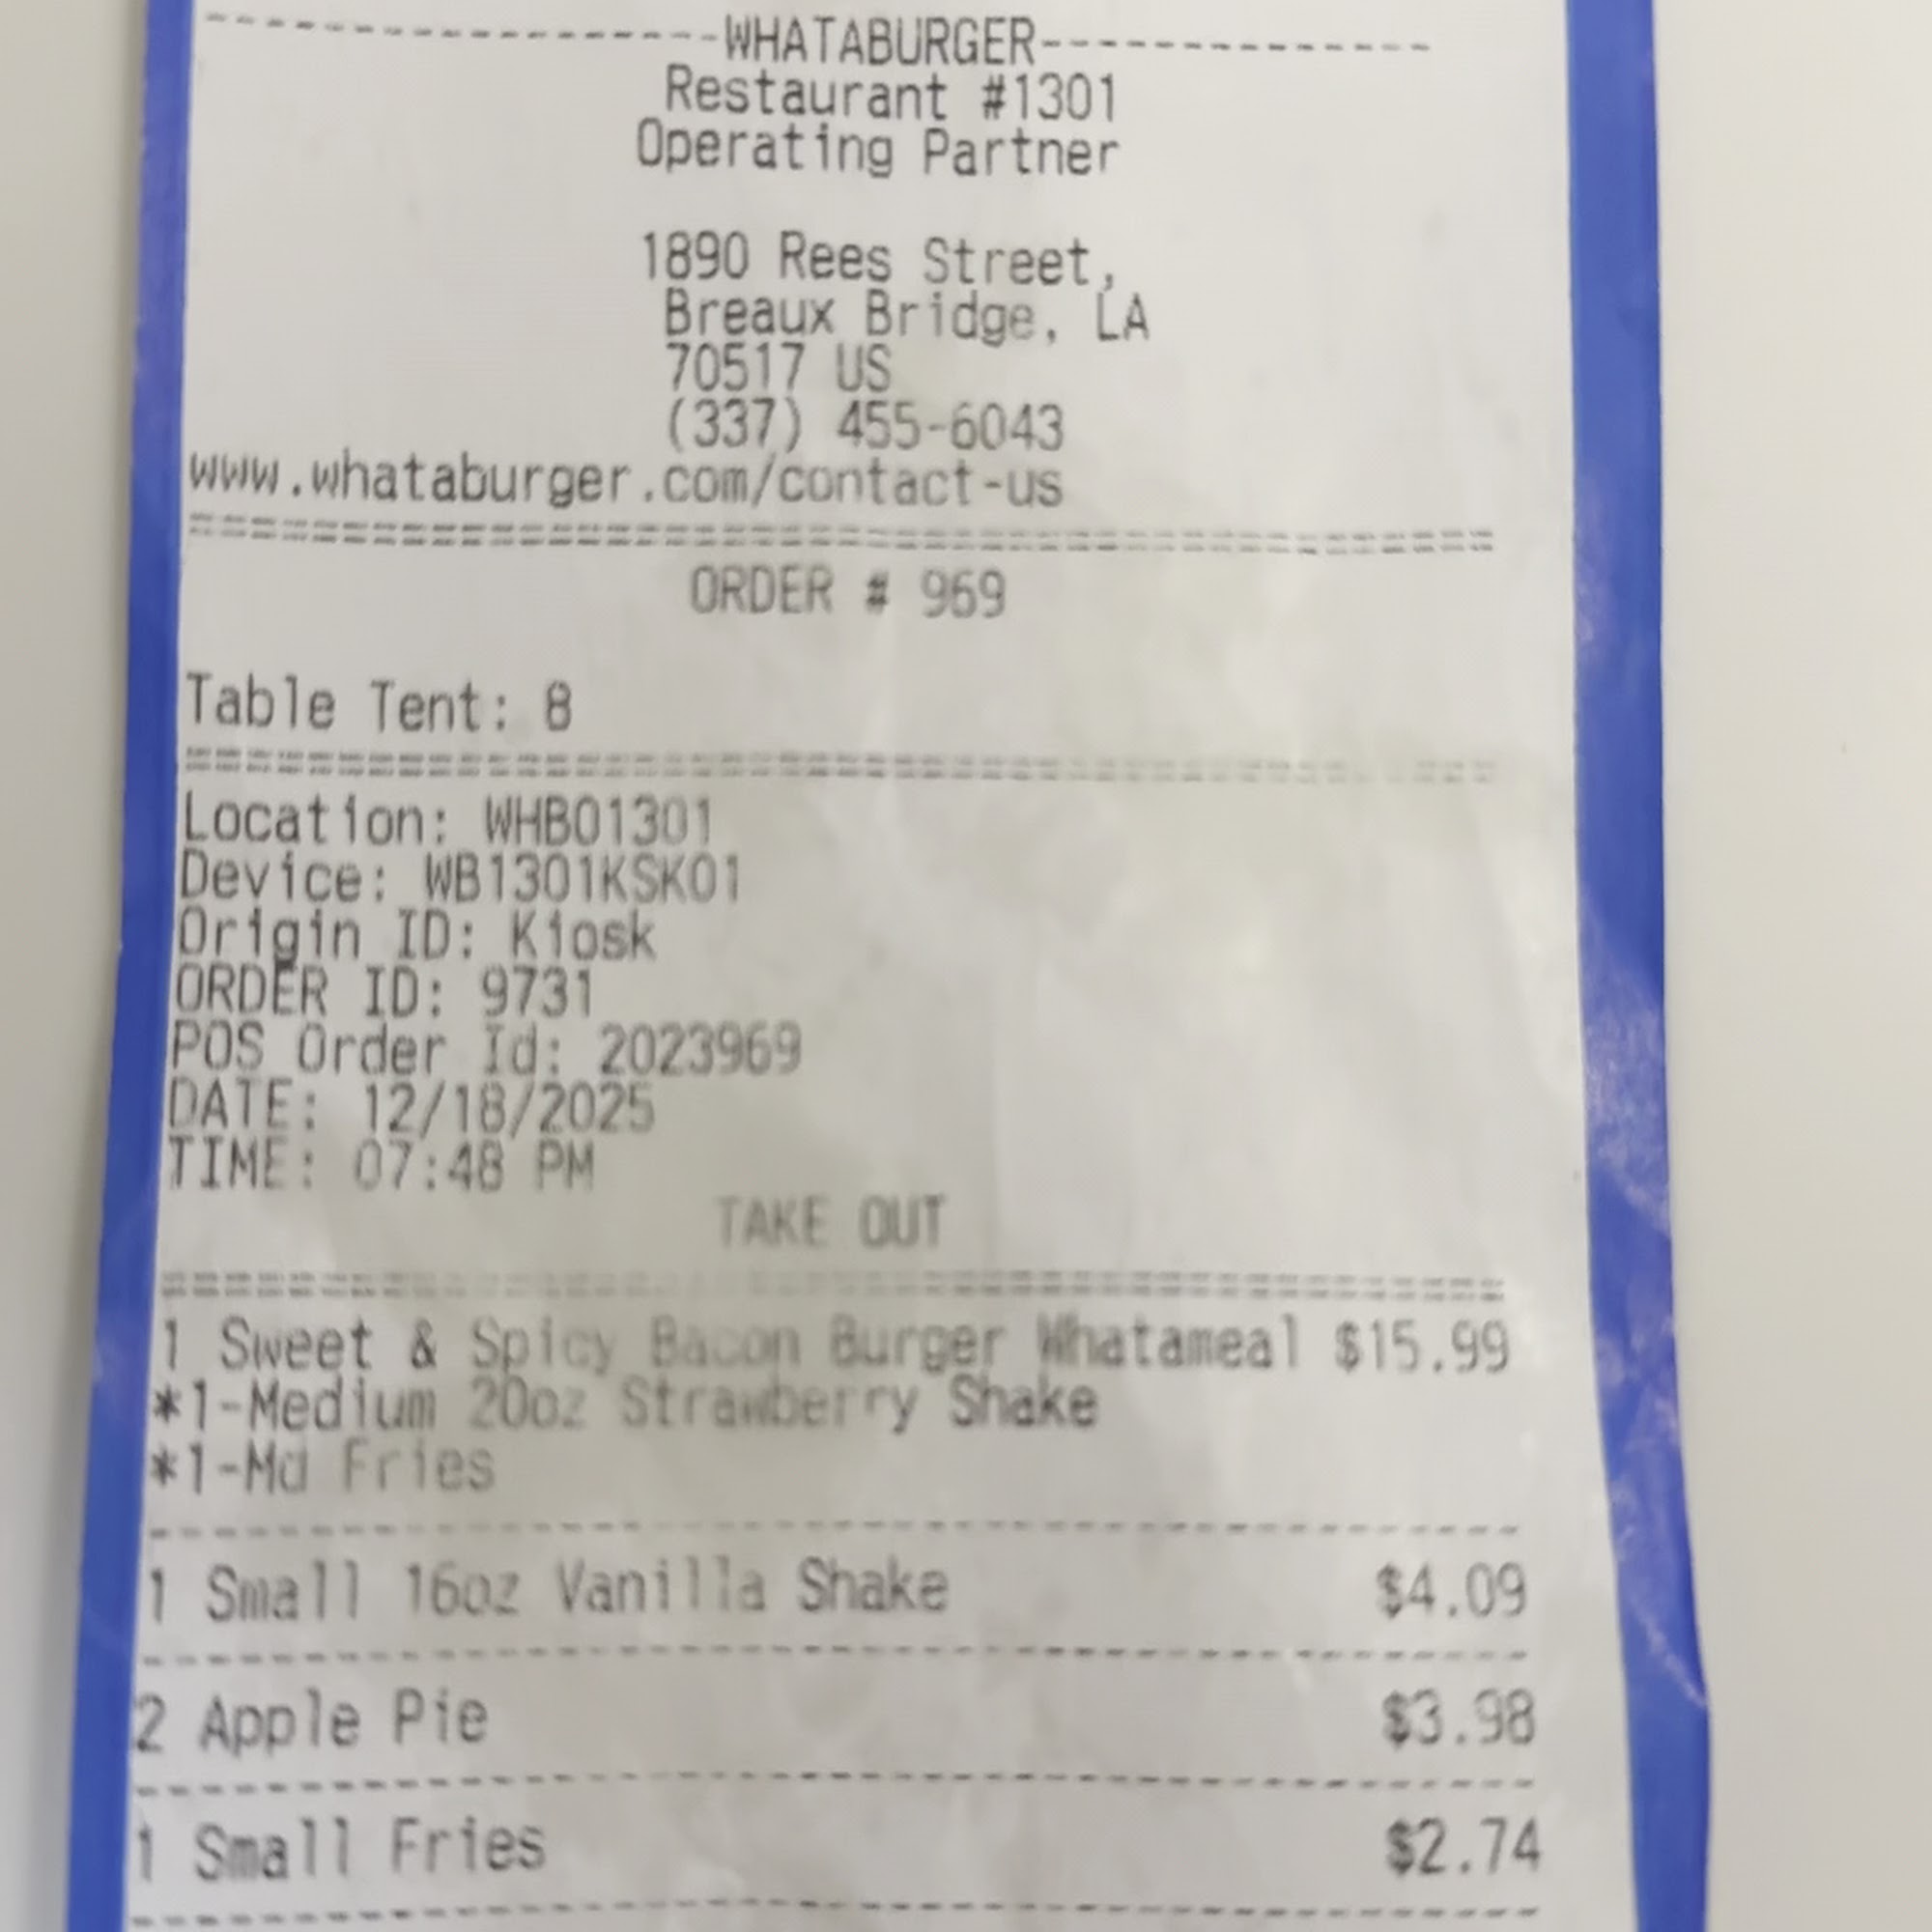 ---------------WHATABURGER--------------
Restaurant #1301
Operating Partner
1890 Rees Street,
Breaux Bridge, LA
70517 US
(337) 455-6043
www.whataburger.com/contact-us
ORDER # 969
Table Tent: 8
Location: WHB01301
Device: WB1301KSK01
Origin ID: Kiosk
ORDER ID: 9731
POS Order Id: 2023969
DATE: 12/18/2025
TIME: 07:48 PM
TAKE OUT
1 Sweet & Spicy Bacon Burger Whatameal $15.99
*1-Medium 20oz Strawberry Shake
*1-Md Fries
1 Small 16oz Vanilla Shake $4.09
2 Apple Pie $3.98
1 Small Fries $2.74